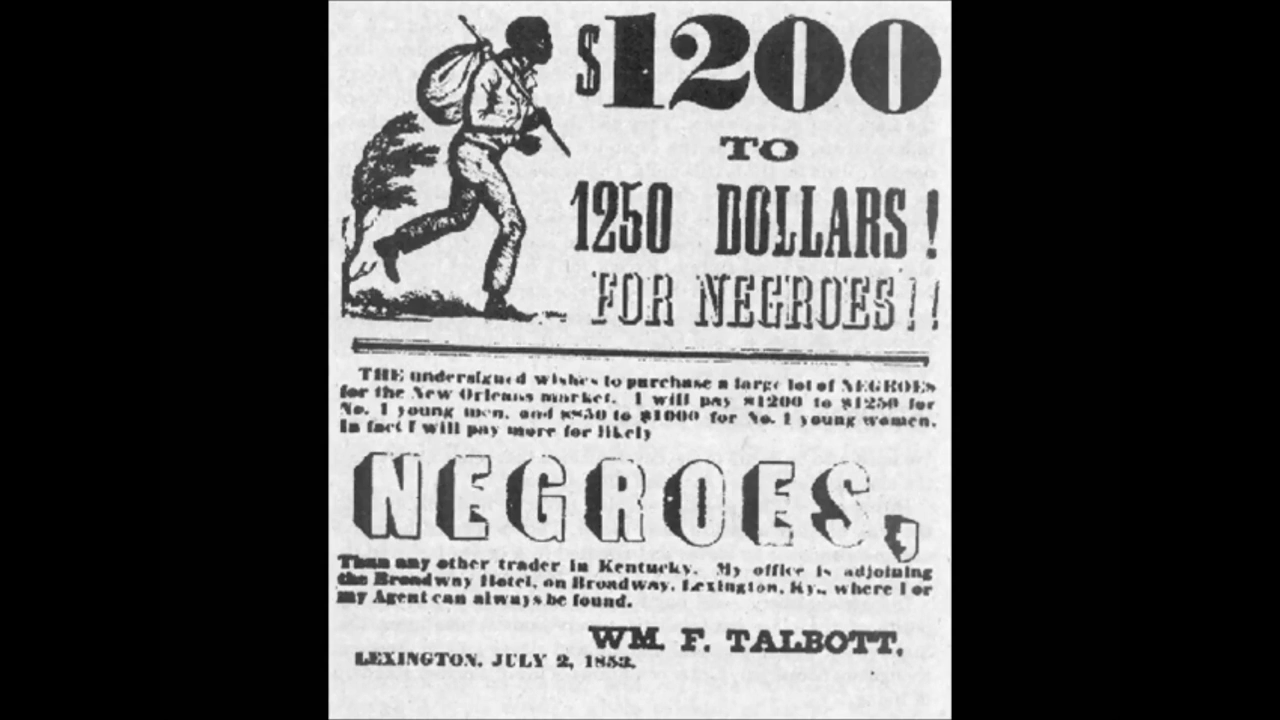 $1200
TO
1250 DOLLARS!
FOR NEGROES!!
THE undersigned wishes to purchase a large lot of NEGROES
for the New Orleans market. I will pay $1200 to $1250 for
No. 1 young men, and $850 to $1000 for No. 1 young women.
In fact I will pay more for likely
NEGROES,
Than any other trader in Kentucky. My office is adjoining
the Broadway Hotel, on Broadway, Lexington, Ky., where I or
my Agent can always be found.
WM. F. TALBOTT.
LEXINGTON, JULY 2, 1853.